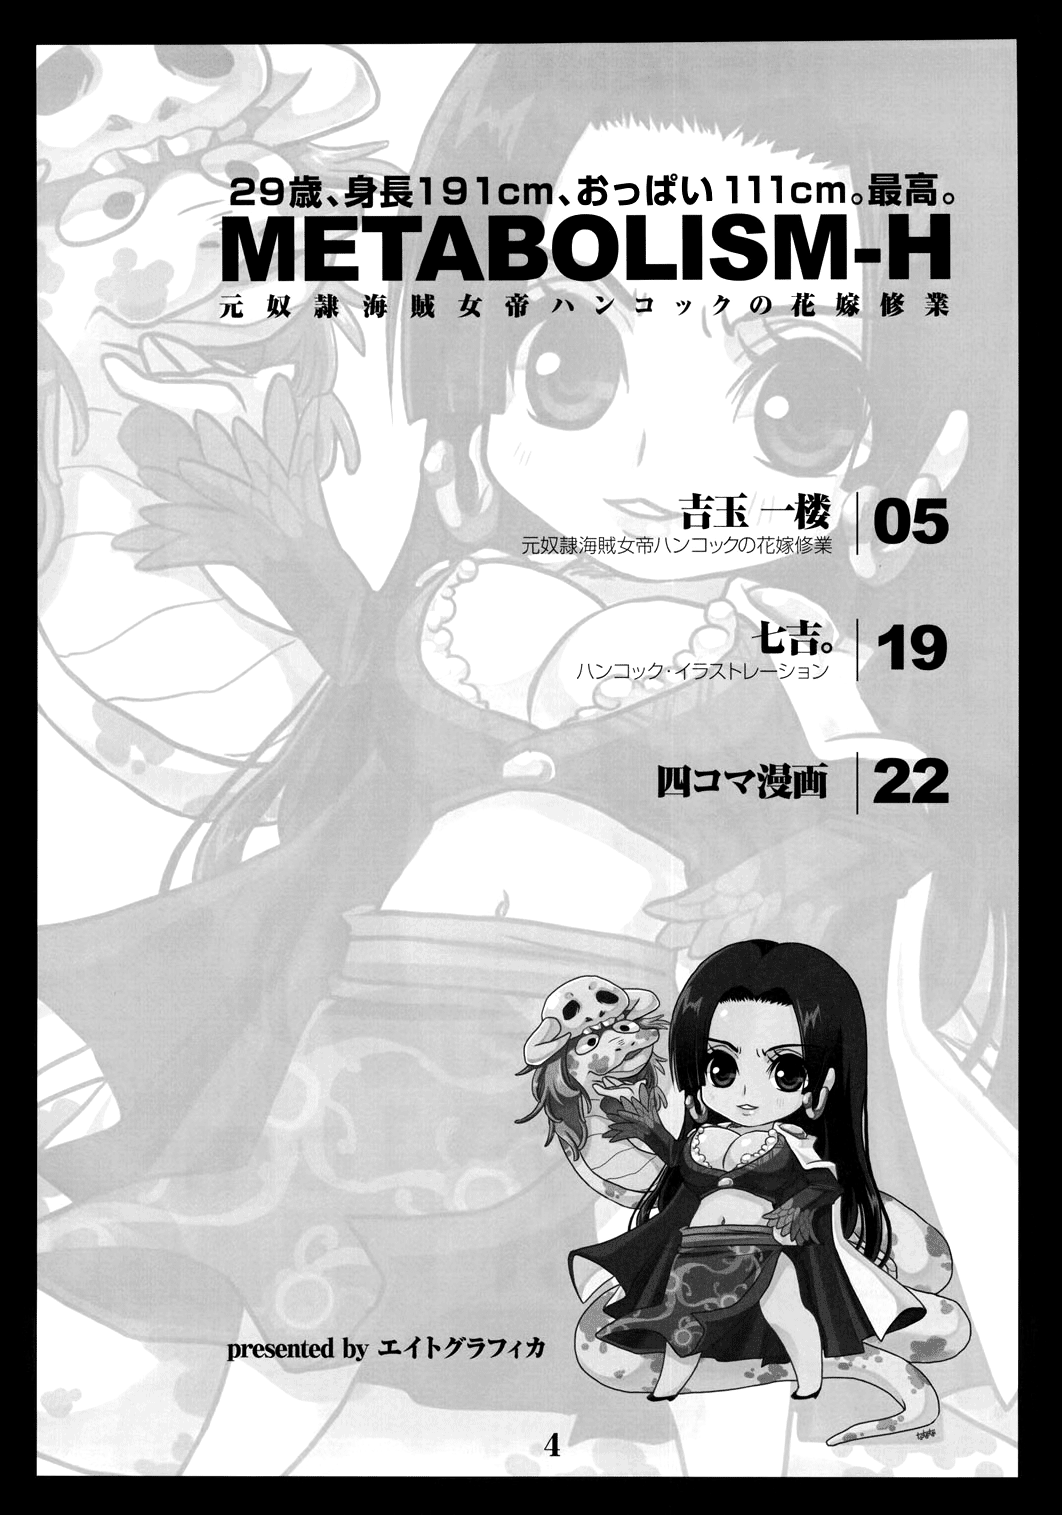 29歳、身長191cm、おっぱい111cm。最高。
METABOLISM-H
元奴隷海賊女帝ハンコックの花嫁修業
吉玉一楼 05
元奴隷海賊女帝ハンコックの花嫁修業
七吉。 19
ハンコック・イラストレーション
四コマ漫画 22
presented by エイトグラフィカ
4